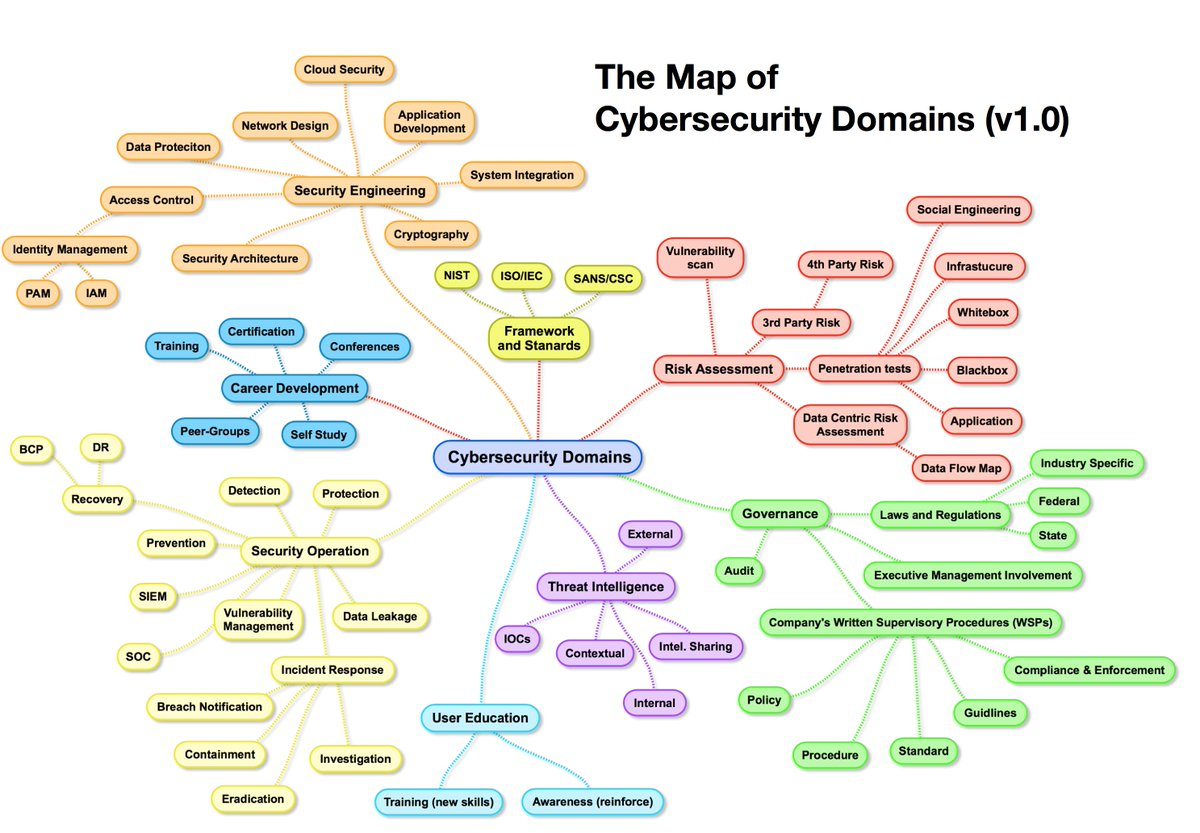 The Map of
Cybersecurity Domains (v1.0)
Cloud Security
Network Design
Application
Development
Data Proteciton
System Integration
Security Engineering
Access Control
Cryptography
Identity Management
Security Architecture
PAM
IAM
NIST
ISO/IEC
SANS/CSC
Framework
and Stanards
Social Engineering
Vulnerability
scan
4th Party Risk
Infrastucure
3rd Party Risk
Whitebox
Risk Assessment
Penetration tests
Blackbox
Data Centric Risk
Assessment
Application
Data Flow Map
Training
Certification
Conferences
Career Development
Peer-Groups
Self Study
Cybersecurity Domains
BCP
DR
Recovery
Detection
Protection
Prevention
Security Operation
SIEM
Vulnerability
Management
Data Leakage
SOC
Incident Response
Breach Notification
Containment
Investigation
Eradication
External
Threat Intelligence
IOCs
Contextual
Intel. Sharing
Internal
User Education
Training (new skills)
Awareness (reinforce)
Industry Specific
Governance
Laws and Regulations
Federal
State
Audit
Executive Management Involvement
Company's Written Supervisory Procedures (WSPs)
Compliance & Enforcement
Policy
Guidlines
Procedure
Standard